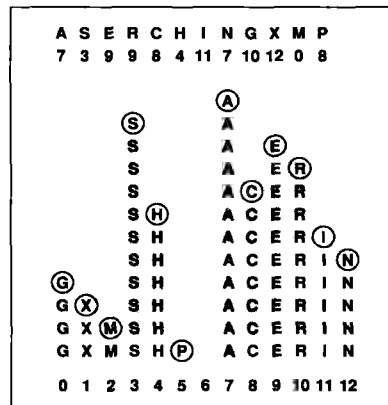 A S E R C H I N G X M P
7 3 9 9 8 4 11 7 10 12 0 8
A
S A
S A E
S A E R
S A C E R
S H A C E R
S H A C E R I
S H A C E R I N
G S H A C E R I N
G X S H A C E R I N
G X M S H A C E R I N
G X M S H P A C E R I N
0 1 2 3 4 5 6 7 8 9 10 11 12